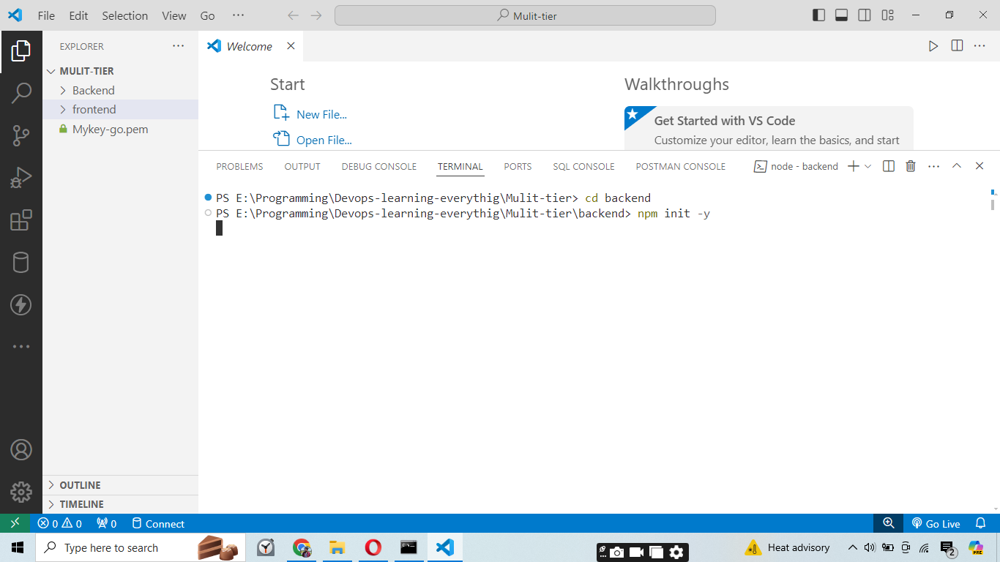 File Edit Selection View Go ···
Mulit-tier
EXPLORER
MULIT-TIER
Backend
frontend
Mykey-go.pem
OUTLINE
TIMELINE
Welcome
Start
New File...
Open File...
Walkthroughs
Get Started with VS Code
Customize your editor, learn the basics, and start
PROBLEMS OUTPUT DEBUG CONSOLE TERMINAL PORTS SQL CONSOLE POSTMAN CONSOLE
node - backend
PS E:\Programming\Devops-learning-everythig\Mulit-tier> cd backend
PS E:\Programming\Devops-learning-everythig\Mulit-tier\backend> npm init -y
0 0 0 Connect
Go Live
Type here to search
Heat advisory
2
PRE